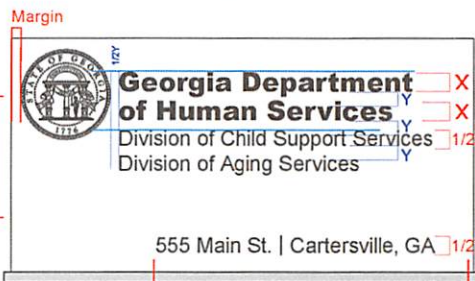 Margin
1/2Y
STATE OF GEORGIA
1776
Georgia Department X
Y
of Human Services X
Y
Division of Child Support Services 1/2
Y
Division of Aging Services
555 Main St. | Cartersville, GA 1/2